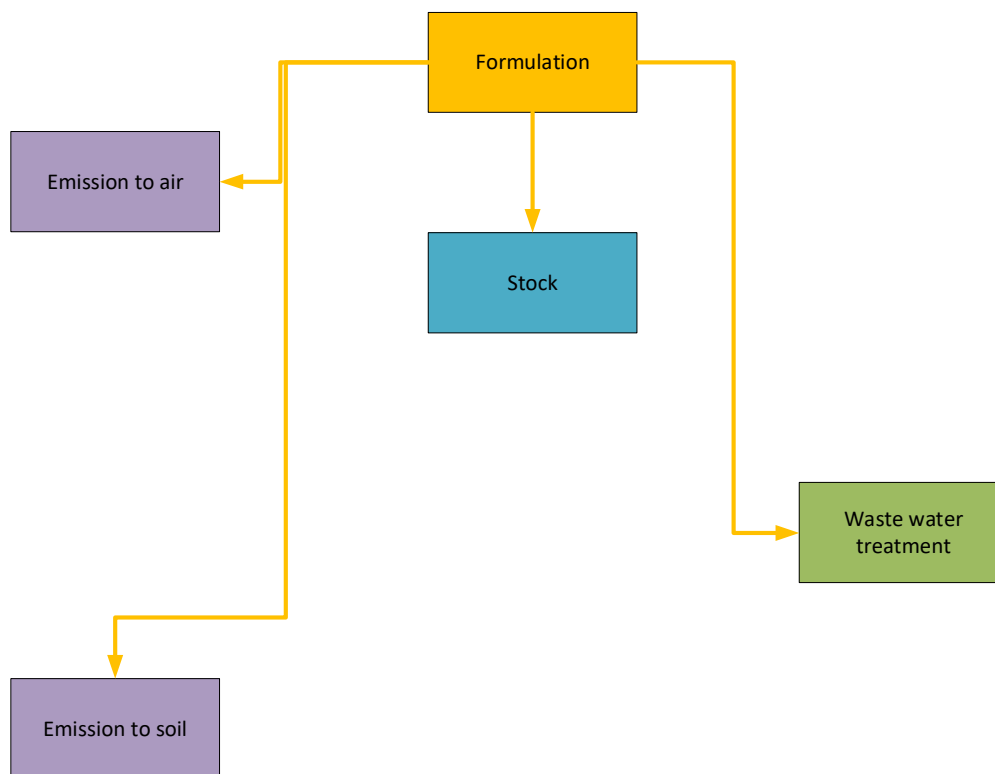 Formulation
Emission to air
Stock
Waste water
treatment
Emission to soil